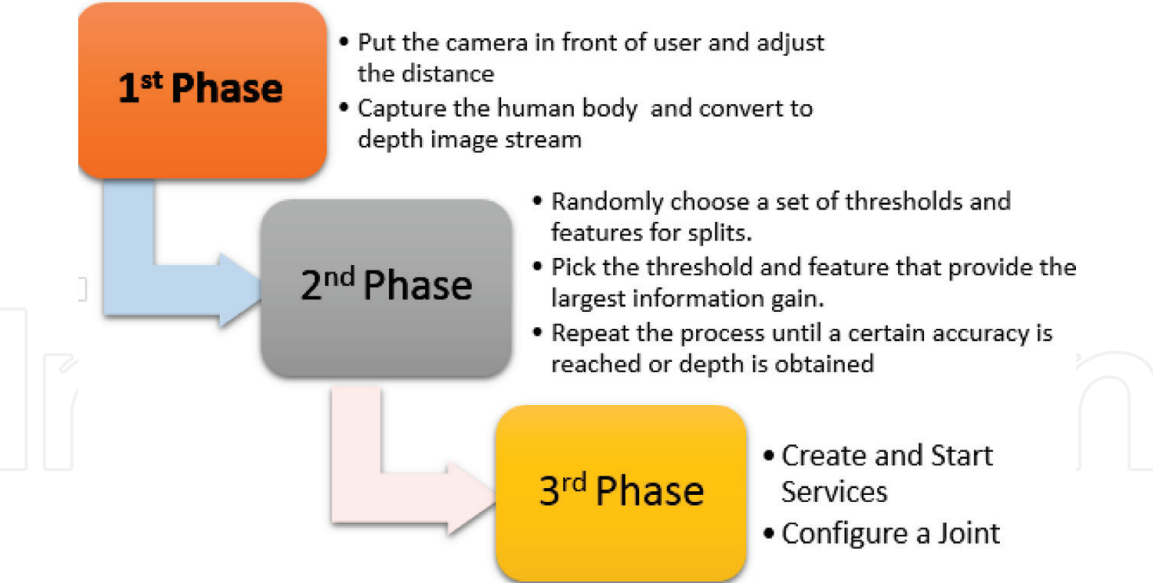 1st Phase
• Put the camera in front of user and adjust
the distance
• Capture the human body and convert to
depth image stream
2nd Phase
• Randomly choose a set of thresholds and
features for splits.
• Pick the threshold and feature that provide the
largest information gain.
• Repeat the process until a certain accuracy is
reached or depth is obtained
3rd Phase
• Create and Start
Services
• Configure a Joint